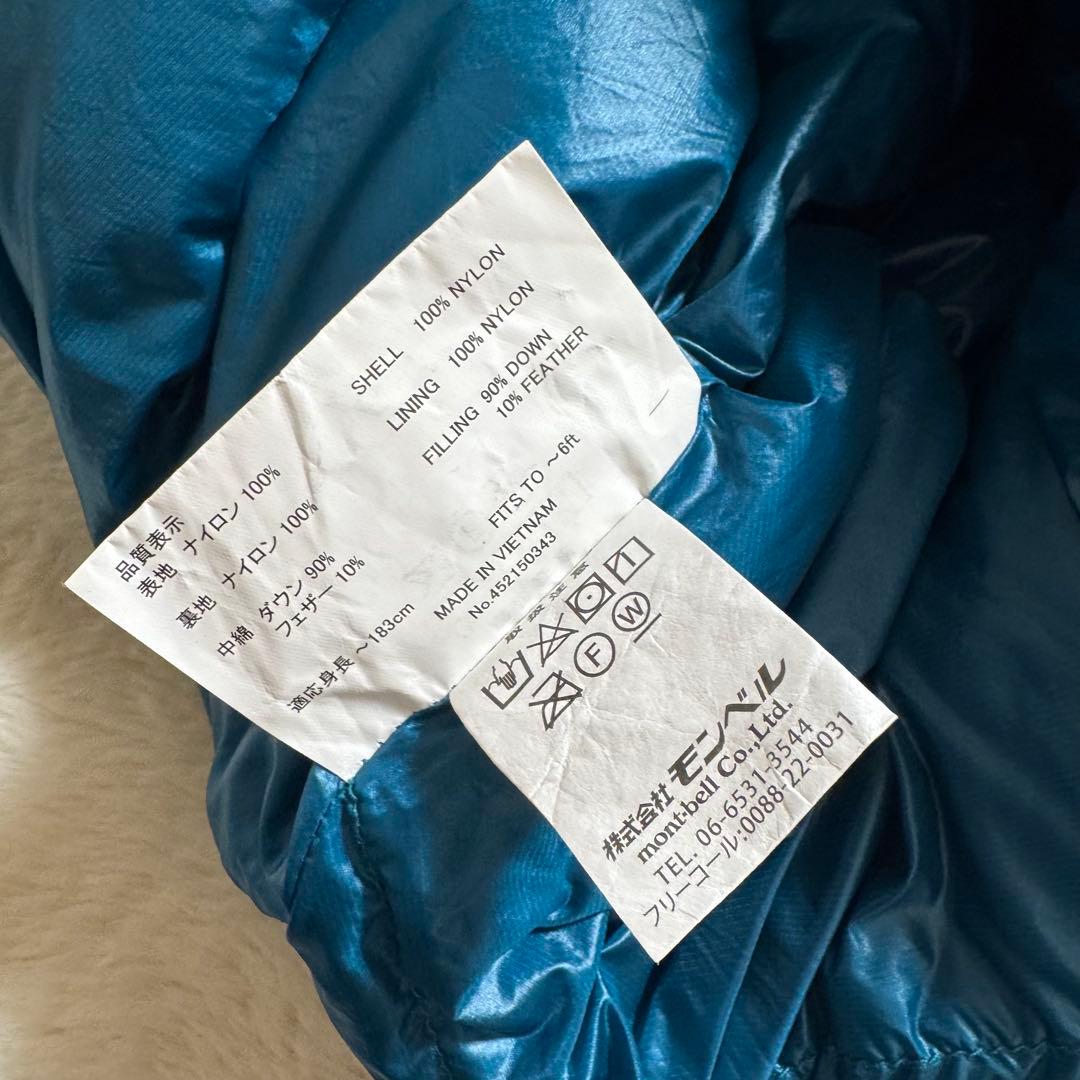 品質表示
表地 ナイロン 100%
裏地 ナイロン 100%
中綿 ダウン 90%
フェザー 10%
適応身長 ～183cm
SHELL 100% NYLON
LINING 100% NYLON
FILLING 90% DOWN
10% FEATHER
FITS TO ～6ft
MADE IN VIETNAM
No.452150343
取扱注意
F W
株式会社 モンベル
mont-bell Co.,Ltd.
TEL. 06-6531-3544
フリーコール:0088-22-0031